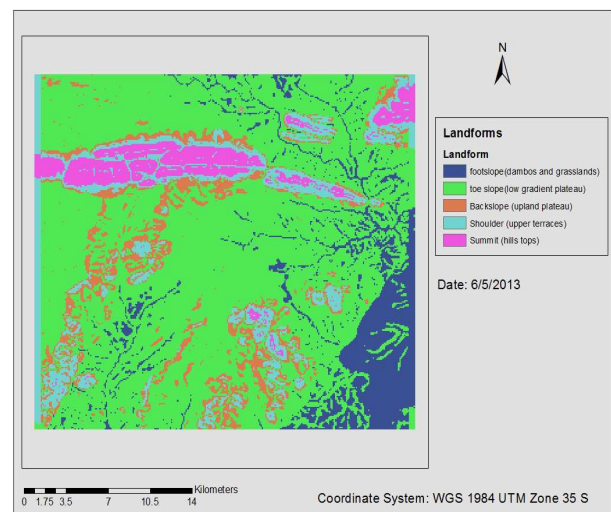 N
Landforms
Landform
footslope(dambos and grasslands)
toe slope(low gradient plateau)
Backslope (upland plateau)
Shoulder (upper terraces)
Summit (hills tops)
Date: 6/5/2013
Kilometers
0 1.75 3.5 7 10.5 14
Coordinate System: WGS 1984 UTM Zone 35 S